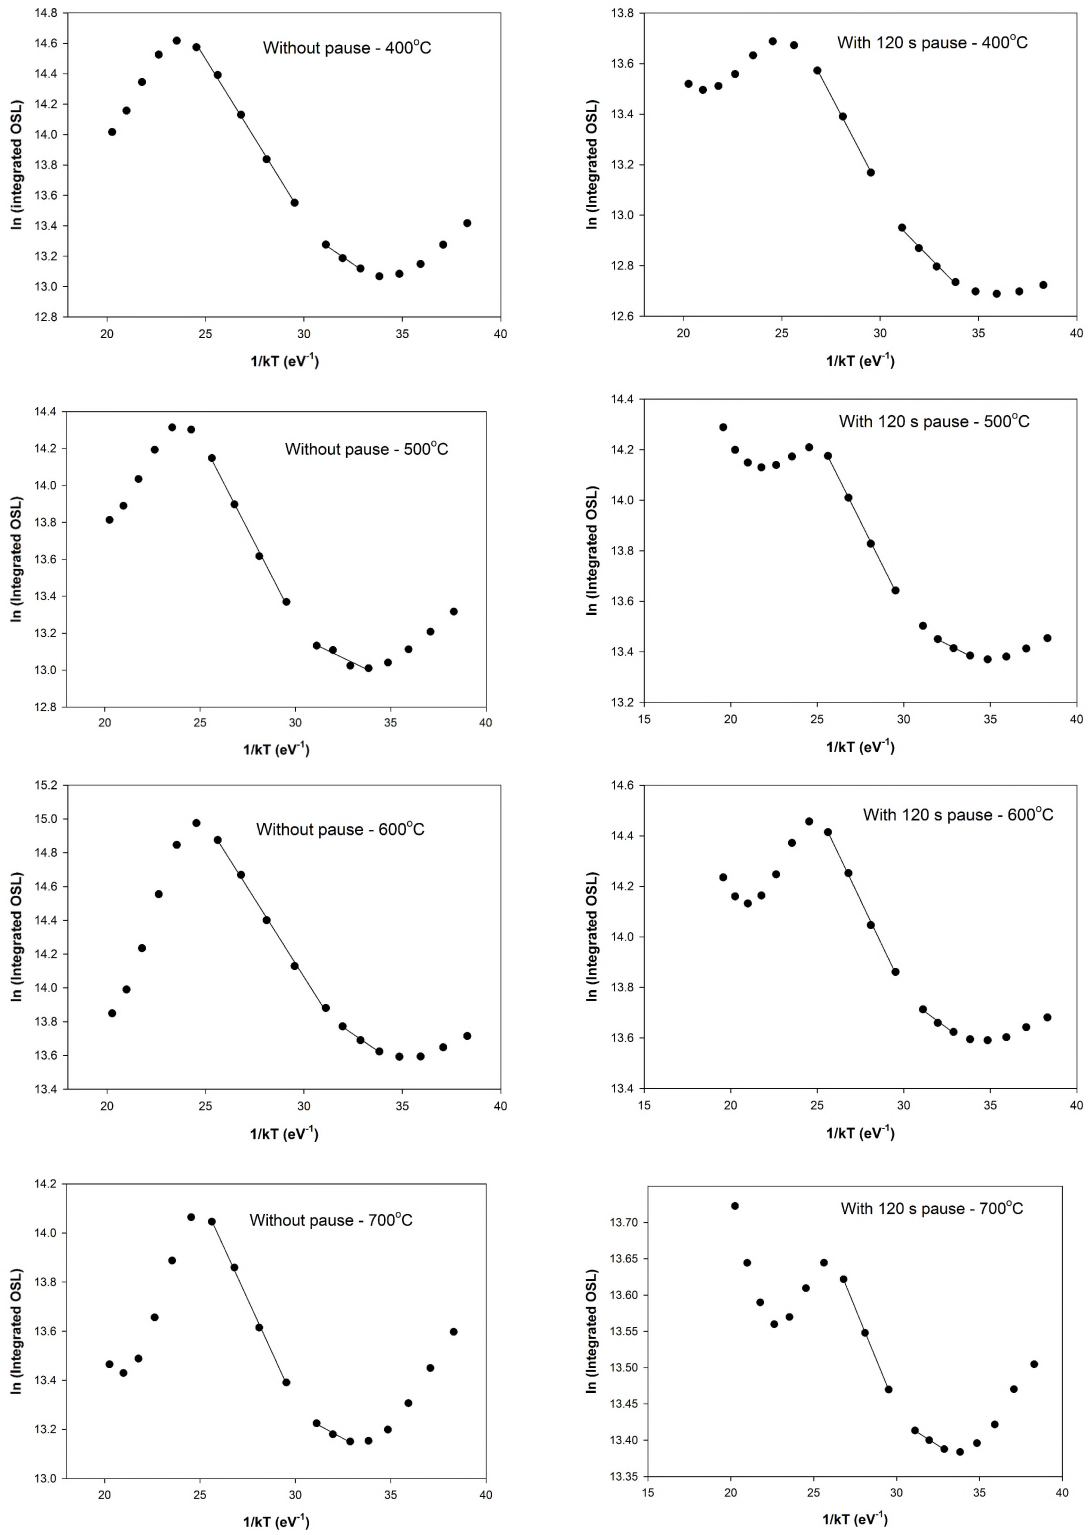 14.8
14.6
14.4
14.2
14.0
13.8
13.6
13.4
13.2
13.0
12.8
ln (integrated OSL)
Without pause - 400°C
20 25 30 35 40
1/kT (eV⁻¹)
13.8
13.6
13.4
13.2
13.0
12.8
12.6
ln (Integrated OSL)
With 120 s pause - 400°C
20 25 30 35 40
1/kT (eV⁻¹)
14.4
14.2
14.0
13.8
13.6
13.4
13.2
13.0
12.8
ln (Integrated OSL)
Without pause - 500°C
20 25 30 35 40
1/kT (eV⁻¹)
14.4
14.2
14.0
13.8
13.6
13.4
13.2
ln (Integrated OSL)
With 120 s pause - 500°C
15 20 25 30 35 40
1/kT (eV⁻¹)
15.2
15.0
14.8
14.6
14.4
14.2
14.0
13.8
13.6
13.4
ln (Integrated OSL)
Without pause - 600°C
20 25 30 35 40
1/kT (eV⁻¹)
14.6
14.4
14.2
14.0
13.8
13.6
13.4
ln (Integrated OSL)
With 120 s pause - 600°C
15 20 25 30 35 40
1/kT (eV⁻¹)
14.2
14.0
13.8
13.6
13.4
13.2
13.0
ln (Integrated OSL)
Without pause - 700°C
20 25 30 35 40
1/kT (eV⁻¹)
13.70
13.65
13.60
13.55
13.50
13.45
13.40
13.35
ln (Integrated OSL)
With 120 s pause - 700°C
15 20 25 30 35 40
1/kT (eV⁻¹)